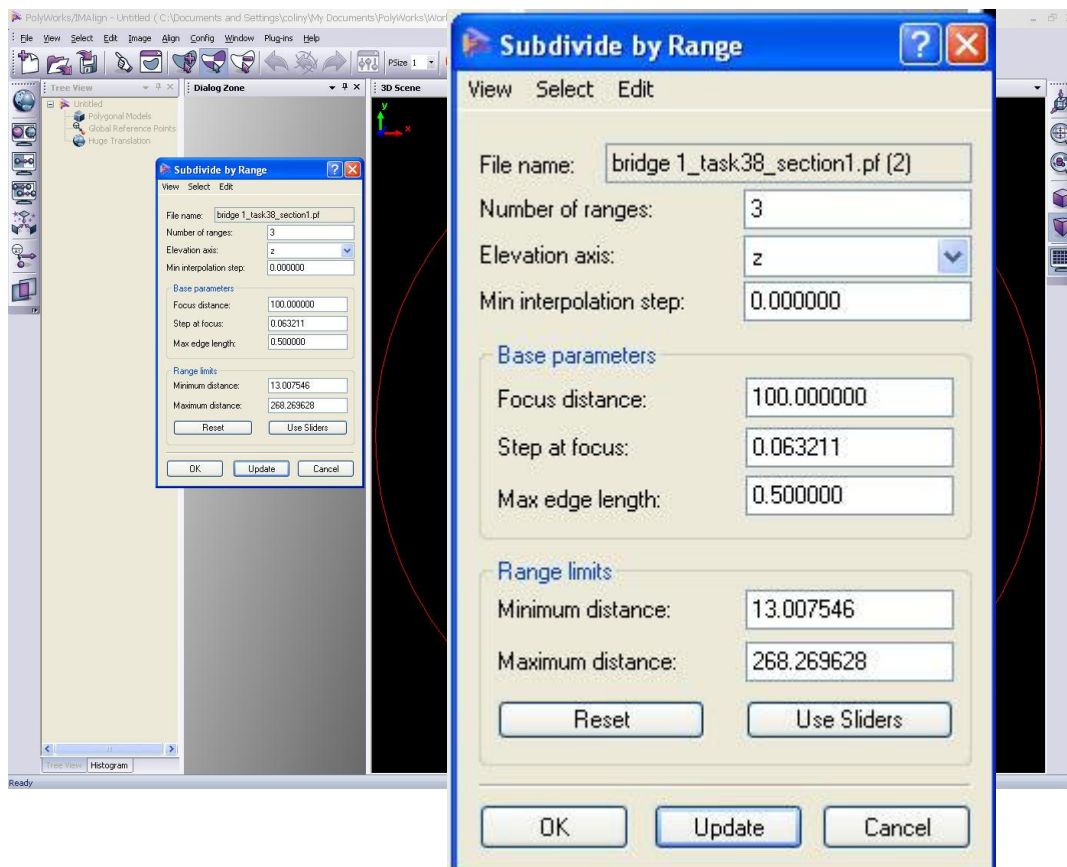 PolyWorks/IMAlign - Untitled ( C:\Documents and Settings\coliny\My Documents\PolyWorks\Wor
File View Select Edit Image Align Config Window Plug-ins Help
PSize 1
Tree View
Untitled
Polygonal Models
Global Reference Points
Huge Translation
Dialog Zone
3D Scene
y
x
Subdivide by Range
View Select Edit
File name: bridge 1_task38_section1.pf
Number of ranges: 3
Elevation axis: z
Min interpolation step: 0.000000
Base parameters
Focus distance: 100.000000
Step at focus: 0.063211
Max edge length: 0.500000
Range limits
Minimum distance: 13.007546
Maximum distance: 268.269628
Reset Use Sliders
OK Update Cancel
Tree View Histogram
Ready
Subdivide by Range
View Select Edit
File name: bridge 1_task38_section1.pf (2)
Number of ranges: 3
Elevation axis: z
Min interpolation step: 0.000000
Base parameters
Focus distance: 100.000000
Step at focus: 0.063211
Max edge length: 0.500000
Range limits
Minimum distance: 13.007546
Maximum distance: 268.269628
Reset Use Sliders
OK Update Cancel